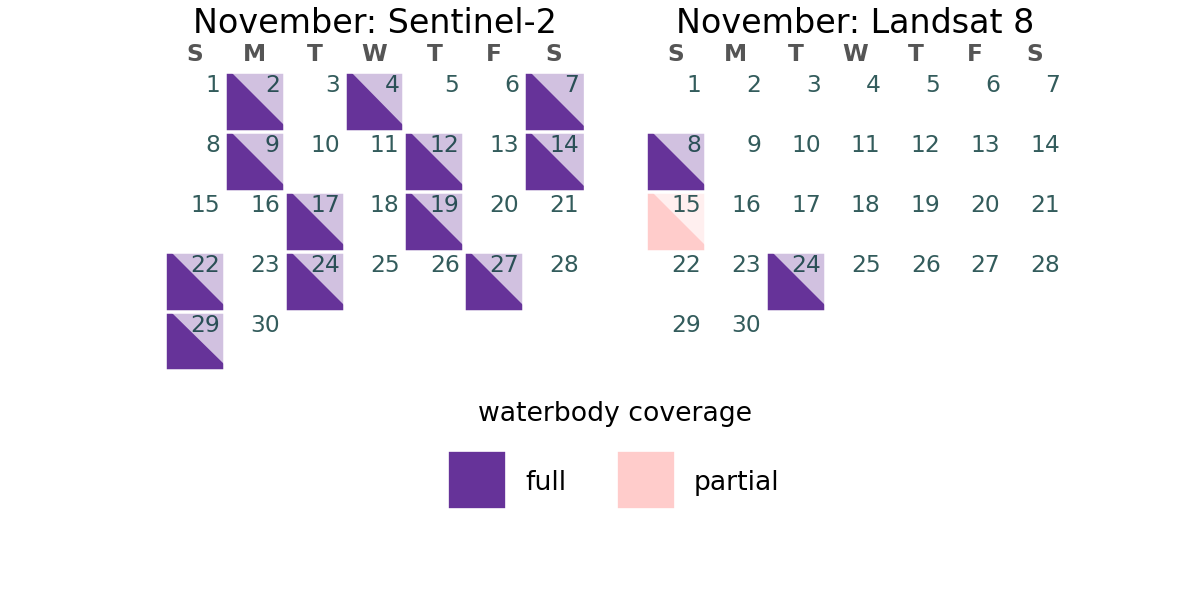 November: Sentinel-2
S M T W T F S
1 2 3 4 5 6 7
8 9 10 11 12 13 14
15 16 17 18 19 20 21
22 23 24 25 26 27 28
29 30
November: Landsat 8
S M T W T F S
1 2 3 4 5 6 7
8 9 10 11 12 13 14
15 16 17 18 19 20 21
22 23 24 25 26 27 28
29 30
waterbody coverage
full partial